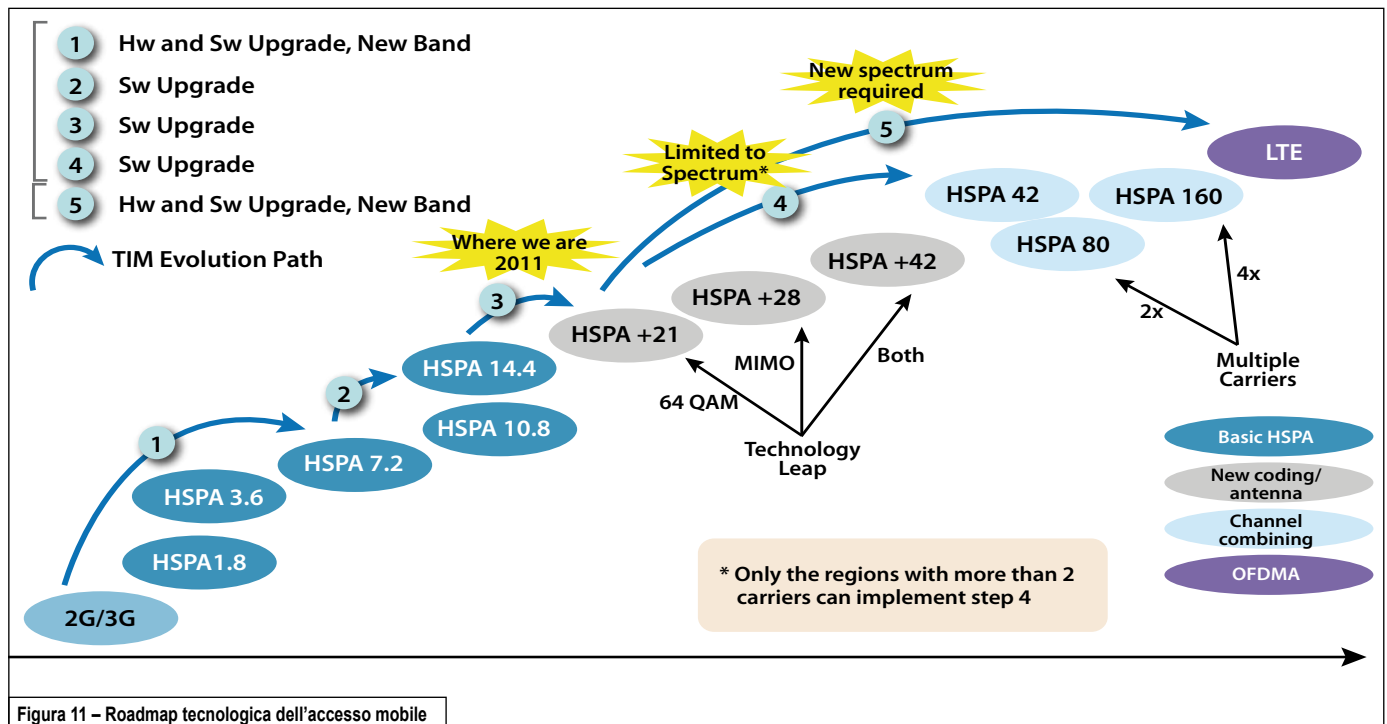 1 Hw and Sw Upgrade, New Band
2 Sw Upgrade
3 Sw Upgrade
4 Sw Upgrade
5 Hw and Sw Upgrade, New Band
TIM Evolution Path
New spectrum
required
5
Limited to
Spectrum*
4
Where we are
2011
3
LTE
HSPA 42
HSPA 160
HSPA 80
HSPA +42
HSPA +28
HSPA +21
4x
2x
Multiple
Carriers
Both
MIMO
64 QAM
Technology
Leap
HSPA 14.4
2
HSPA 10.8
1
HSPA 7.2
HSPA 3.6
HSPA1.8
2G/3G
Basic HSPA
New coding/
antenna
Channel
combining
OFDMA
* Only the regions with more than 2
carriers can implement step 4
Figura 11 – Roadmap tecnologica dell'accesso mobile